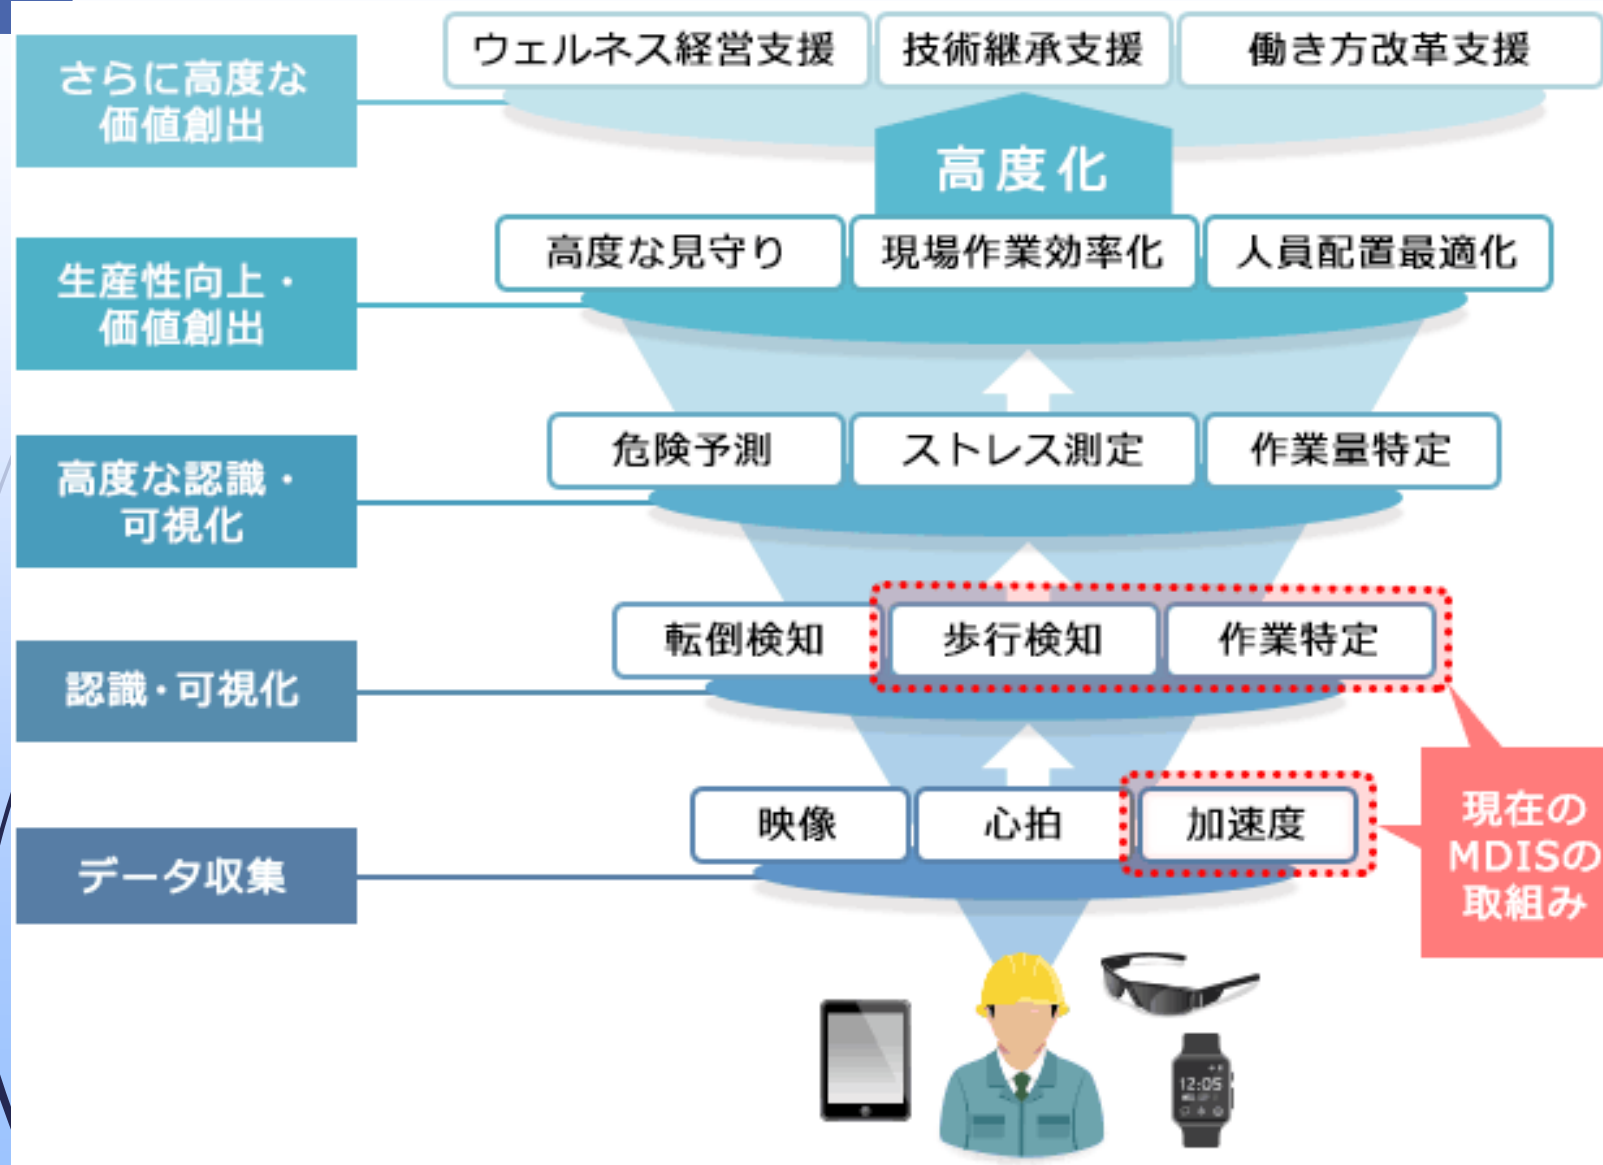 さらに高度な
価値創出
ウェルネス経営支援
技術継承支援
働き方改革支援
高度化
生産性向上・
価値創出
高度な見守り
現場作業効率化
人員配置最適化
高度な認識・
可視化
危険予測
ストレス測定
作業量特定
認識・可視化
転倒検知
歩行検知
作業特定
データ収集
映像
心拍
加速度
現在の
MDISの
取組み
12:05